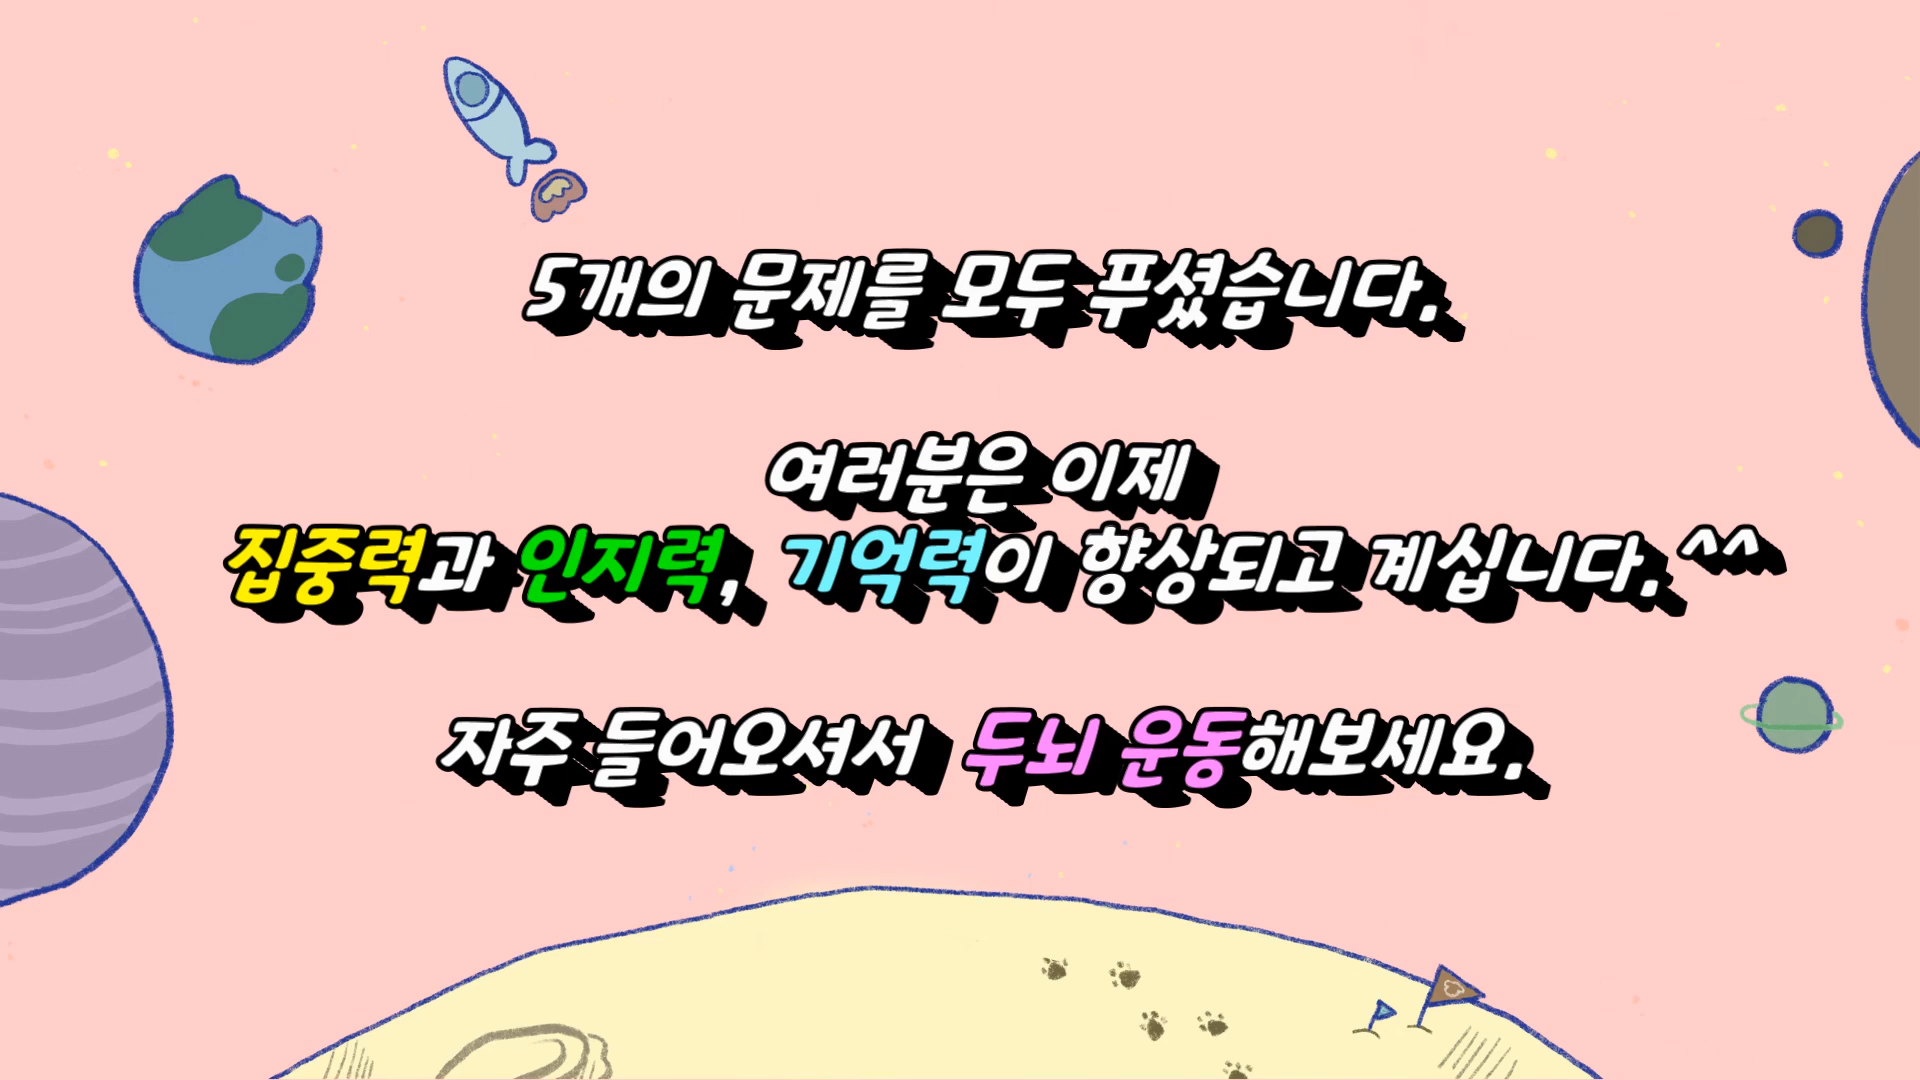 5개의 문제를 모두 푸셨습니다.
여러분은 이제
집중력과 인지력, 기억력이 향상되고 계십니다.^^
자주 들어오셔서 두뇌 운동해보세요.